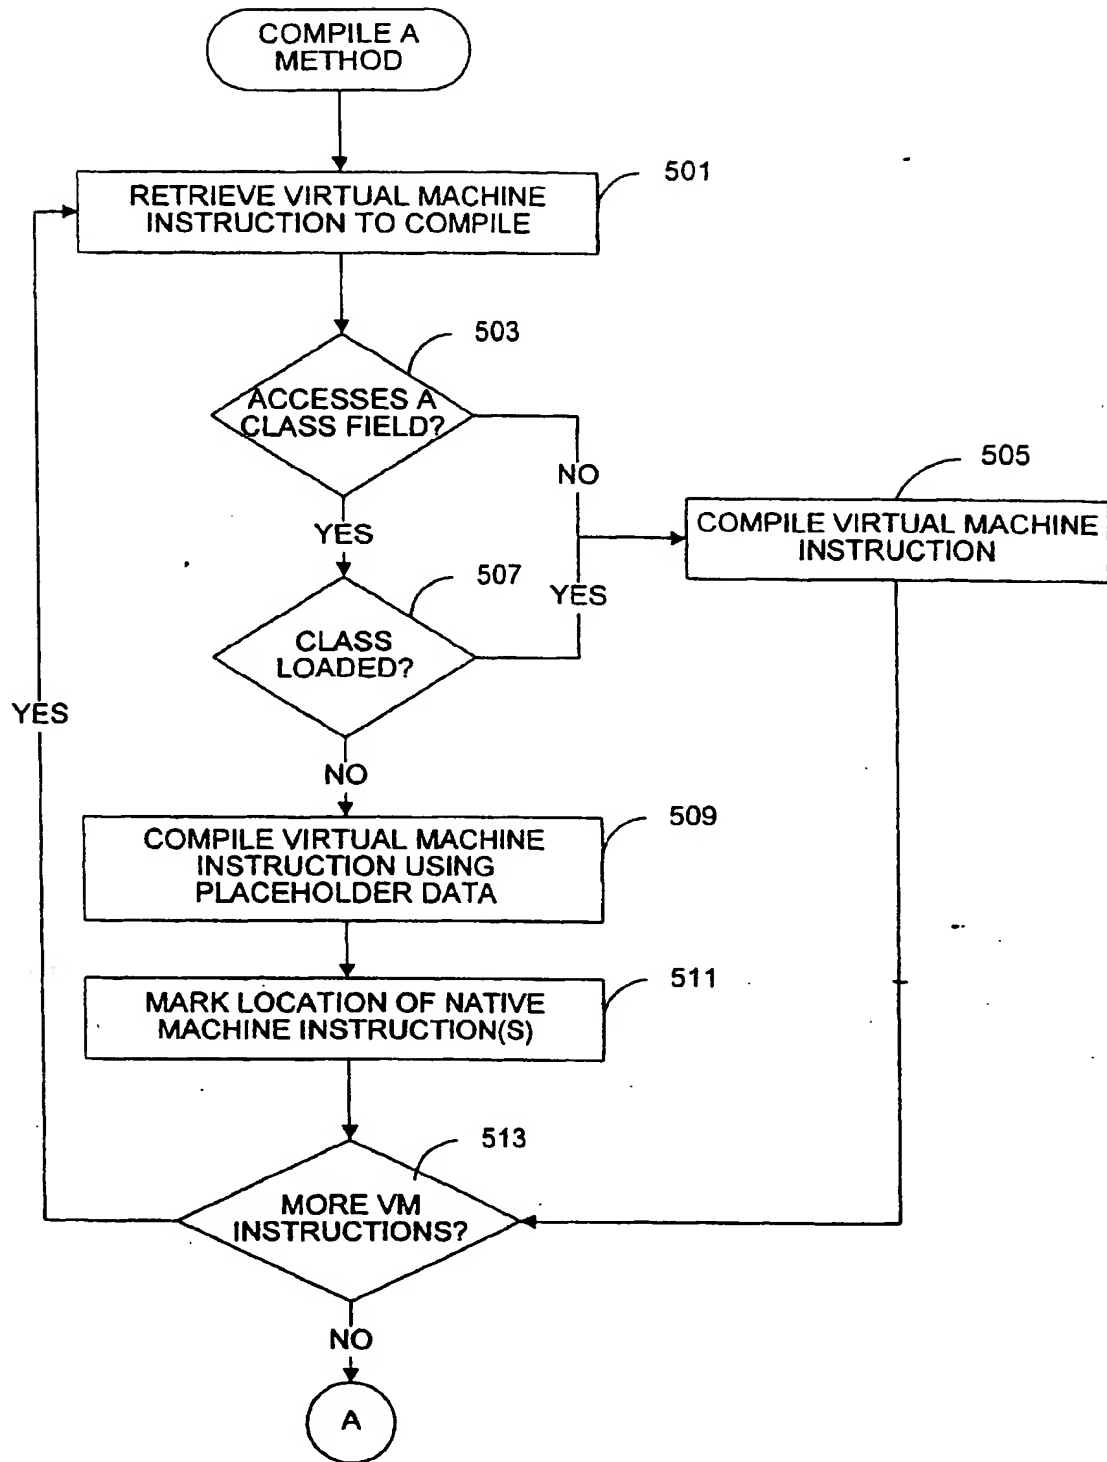 COMPILE A
METHOD
501
RETRIEVE VIRTUAL MACHINE
INSTRUCTION TO COMPILE
503
ACCESSES A
CLASS FIELD?
NO
505
COMPILE VIRTUAL MACHINE
INSTRUCTION
YES
507
YES
CLASS
LOADED?
YES
NO
509
COMPILE VIRTUAL MACHINE
INSTRUCTION USING
PLACEHOLDER DATA
511
MARK LOCATION OF NATIVE
MACHINE INSTRUCTION(S)
513
MORE VM
INSTRUCTIONS?
NO
A